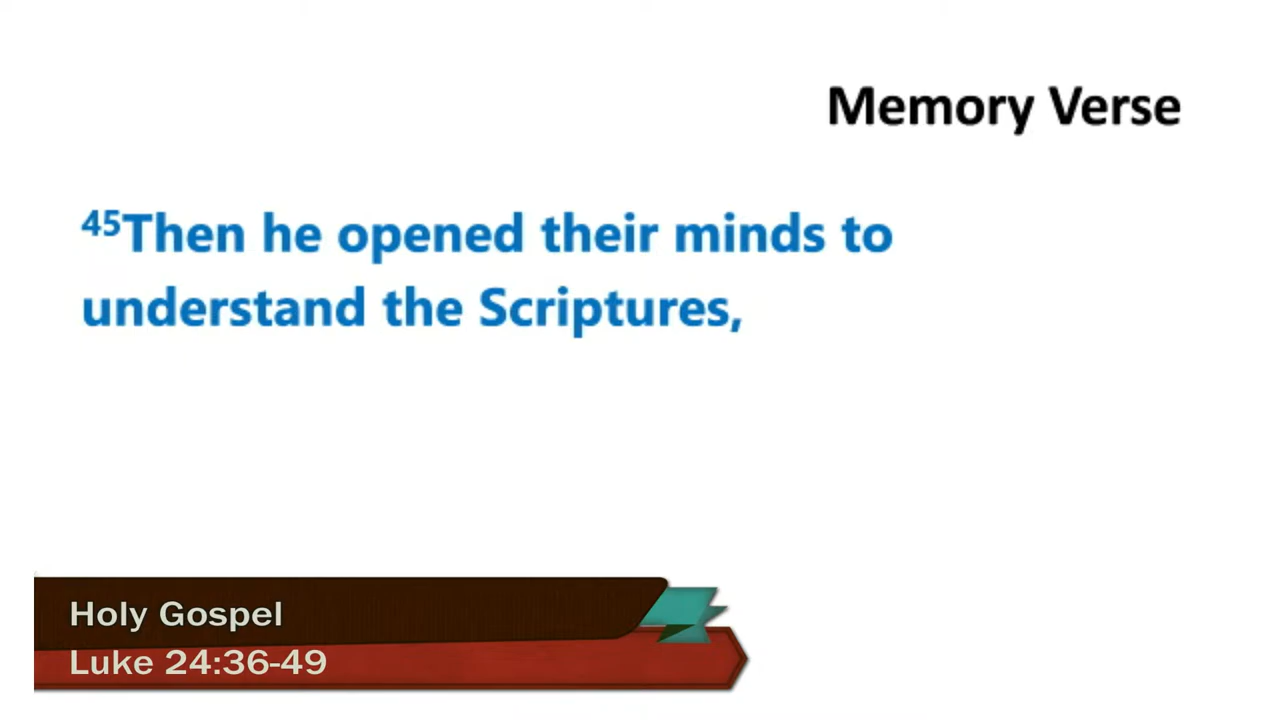 Memory Verse
45Then he opened their minds to
understand the Scriptures,
Holy Gospel
Luke 24:36-49